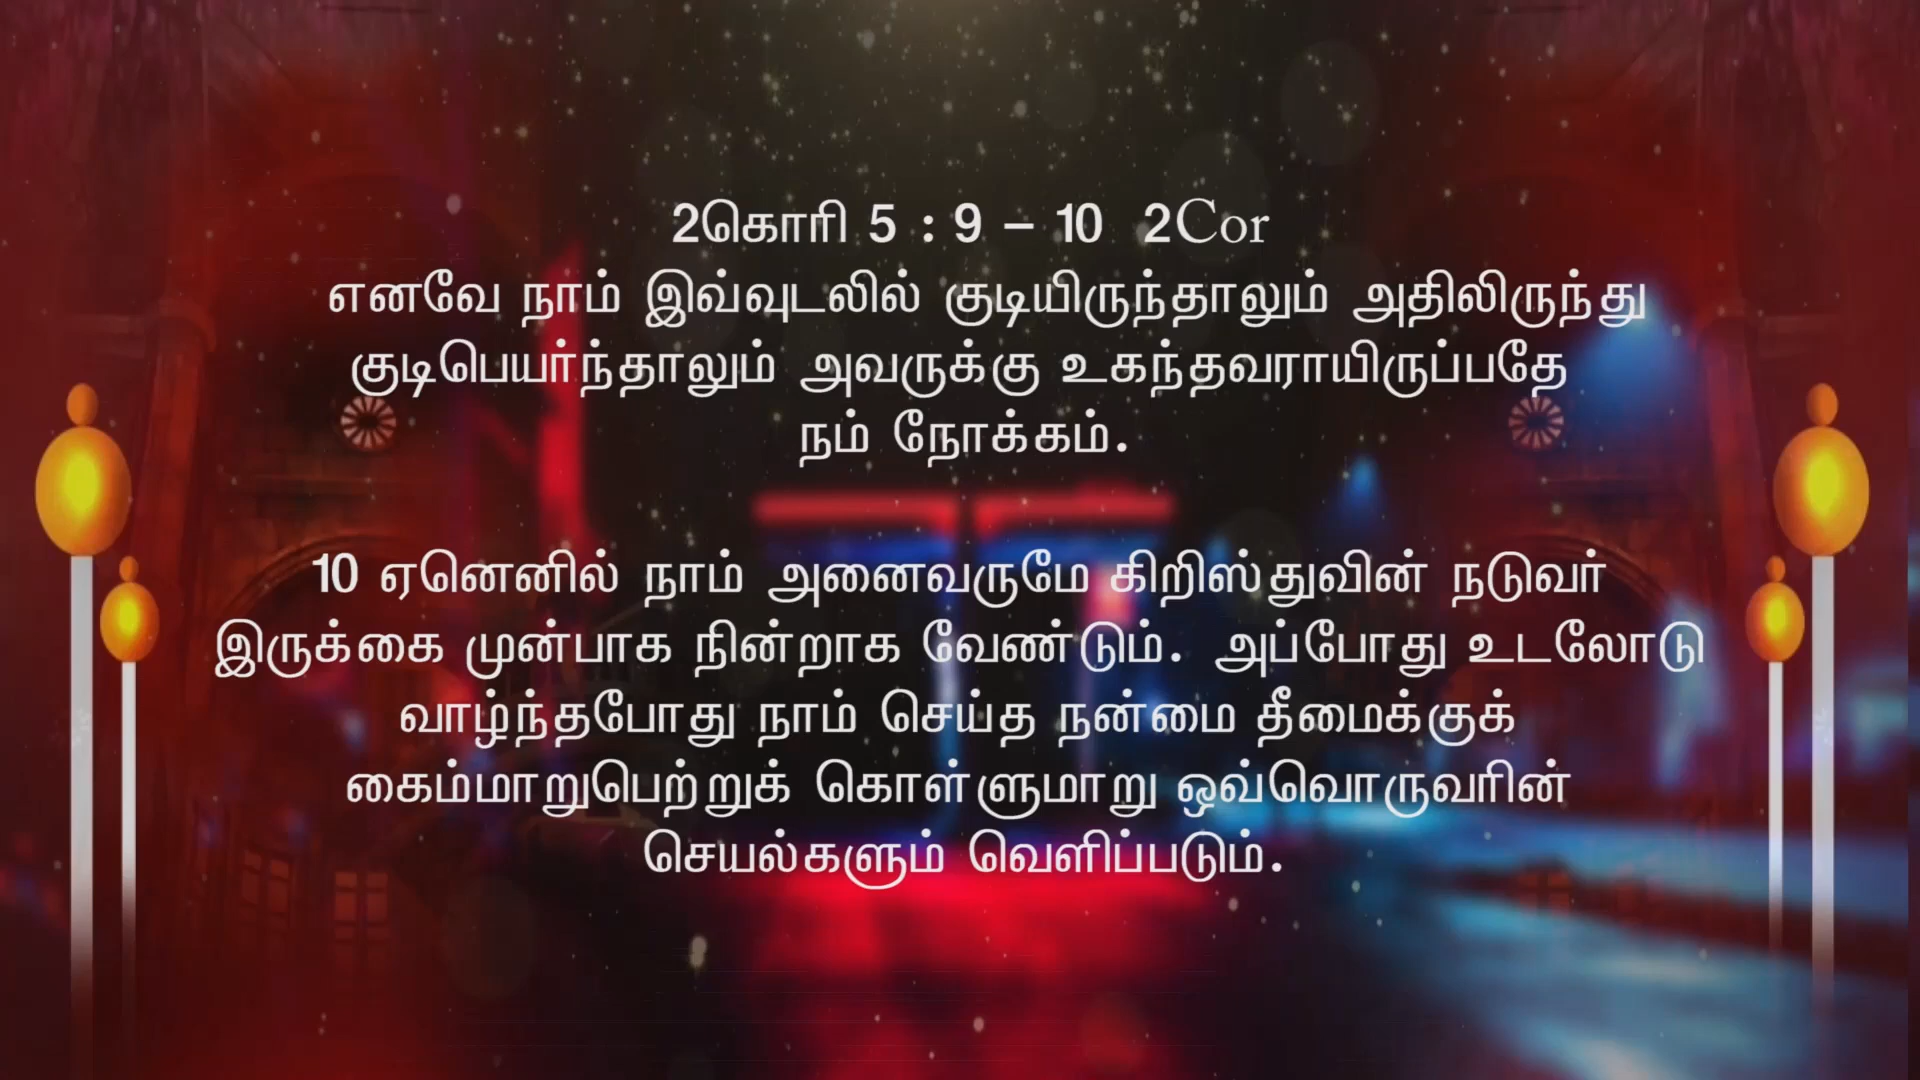 2கொரி 5 : 9 – 10 2Cor
எனவே நாம் இவ்வுடலில் குடியிருந்தாலும் அதிலிருந்து
குடிபெயர்ந்தாலும் அவருக்கு உகந்தவராயிருப்பதே
நம் நோக்கம்.
10 ஏனெனில் நாம் அனைவருமே கிறிஸ்துவின் நடுவர்
இருக்கை முன்பாக நின்றாக வேண்டும். அப்போது உடலோடு
வாழ்ந்தபோது நாம் செய்த நன்மை தீமைக்குக்
கைம்மாறுபெற்றுக் கொள்ளுமாறு ஒவ்வொருவரின்
செயல்களும் வெளிப்படும்.